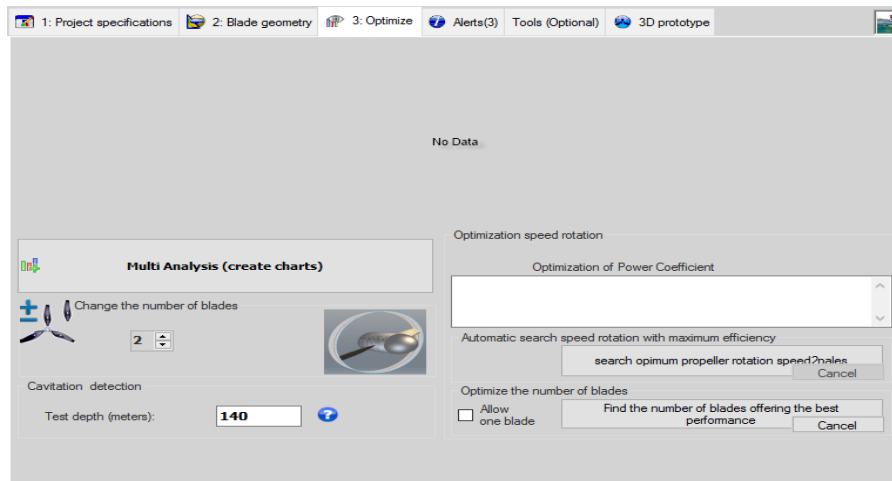 1: Project specifications 2: Blade geometry 3: Optimize Alerts(3) Tools (Optional) 3D prototype
No Data
Multi Analysis (create charts)
Change the number of blades
2
Cavitation detection
Test depth (meters): 140
Optimization speed rotation
Optimization of Power Coefficient
Automatic search speed rotation with maximum efficiency
search opimum propeller rotation speed2pales
Cancel
Optimize the number of blades
Allow
one blade
Find the number of blades offering the best
performance
Cancel